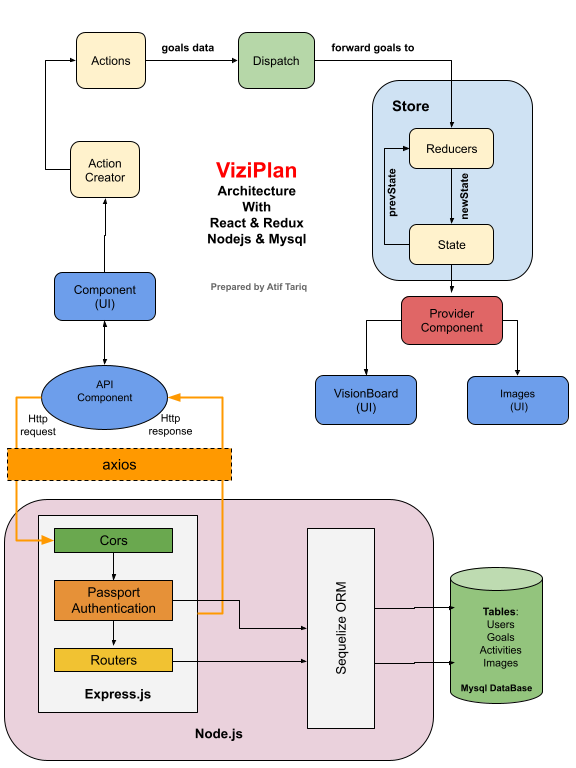 Actions
goals data
Dispatch
forward goals to
Store
Reducers
prevState
newState
State
Action
Creator
ViziPlan
Architecture
With
React & Redux
Nodejs & Mysql
Prepared by Atif Tariq
Component
(UI)
Provider
Component
VisionBoard
(UI)
Images
(UI)
API
Component
Http
request
Http
response
axios
Cors
Passport
Authentication
Routers
Express.js
Node.js
Sequelize ORM
Tables:
Users
Goals
Activities
Images
Mysql DataBase